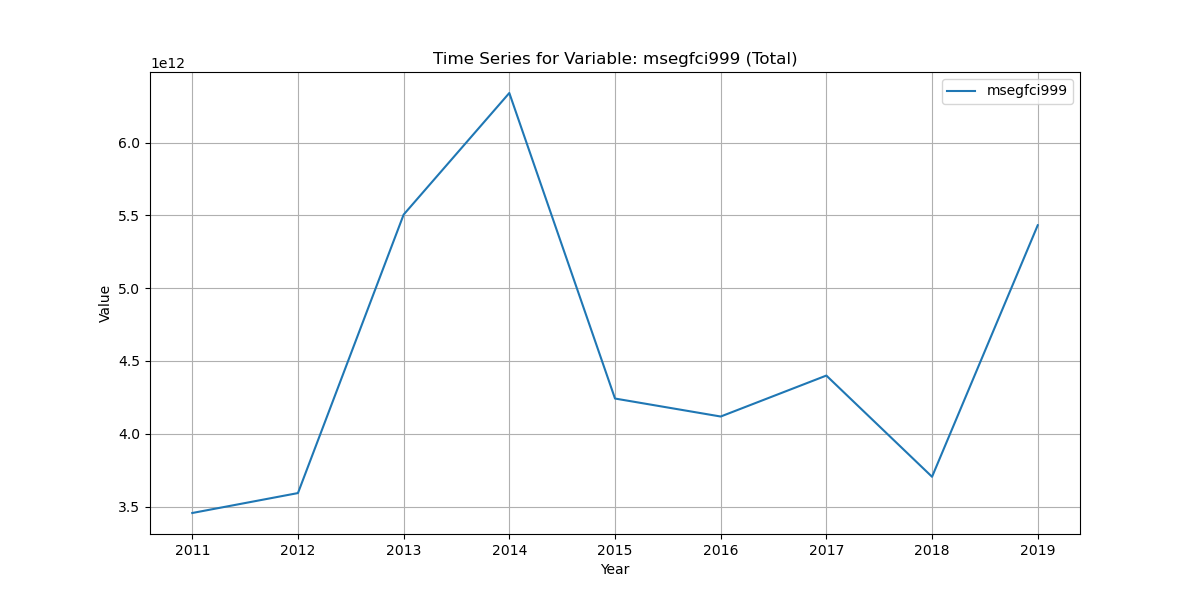 Time Series for Variable: msegfci999 (Total)
1e12
msegfci999
6.0
5.5
5.0
4.5
4.0
3.5
Value
2011 2012 2013 2014 2015 2016 2017 2018 2019
Year